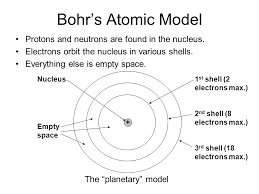 Bohr's Atomic Model
• Protons and neutrons are found in the nucleus.
• Electrons orbit the nucleus in various shells.
• Everything else is empty space.
Nucleus
1st shell (2
electrons max.)
2nd shell (8
electrons max.)
Empty
space
3rd shell (18
electrons max.)
The "planetary" model